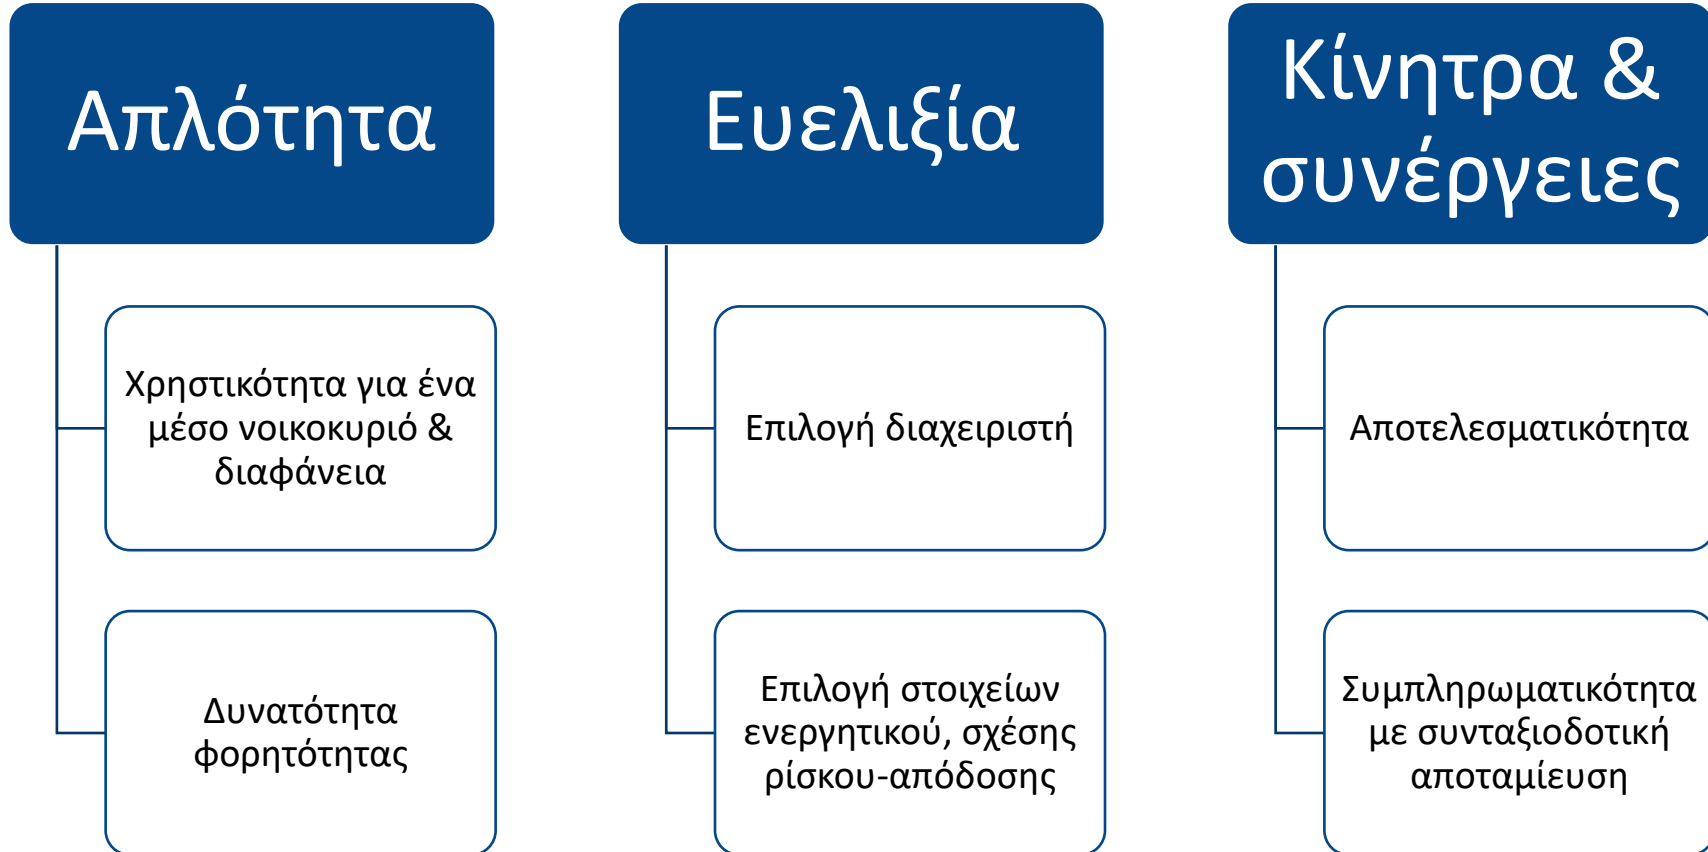 Απλότητα
Χρηστικότητα για ένα
μέσο νοικοκυριό &
διαφάνεια
Δυνατότητα
φορητότητας
Ευελιξία
Επιλογή διαχειριστή
Επιλογή στοιχείων
ενεργητικού, σχέσης
ρίσκου-απόδοσης
Κίνητρα &
συνέργειες
Αποτελεσματικότητα
Συμπληρωματικότητα
με συνταξιοδοτική
αποταμίευση